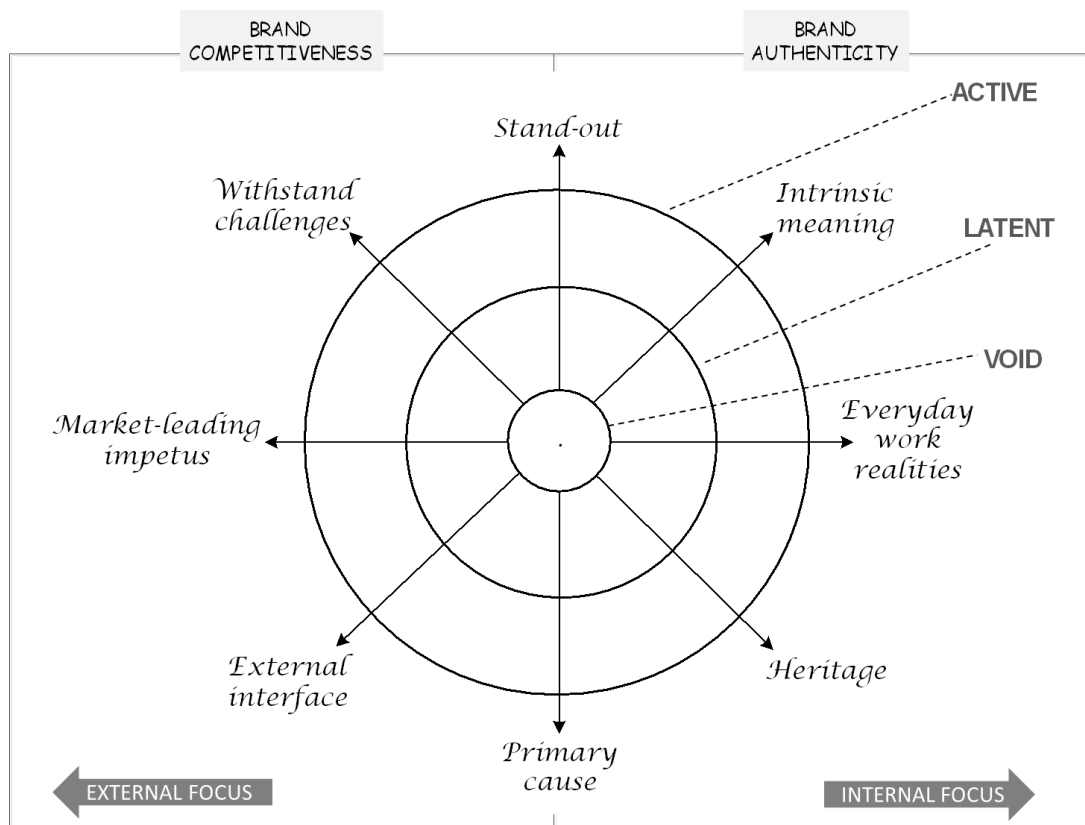 BRAND
COMPETITIVENESS
BRAND
AUTHENTICITY
ACTIVE
Stand-out
Withstand
challenges
Intrinsic
meaning
LATENT
VOID
Market-leading
impetus
Everyday
work
realities
External
interface
Heritage
Primary
cause
EXTERNAL FOCUS
INTERNAL FOCUS